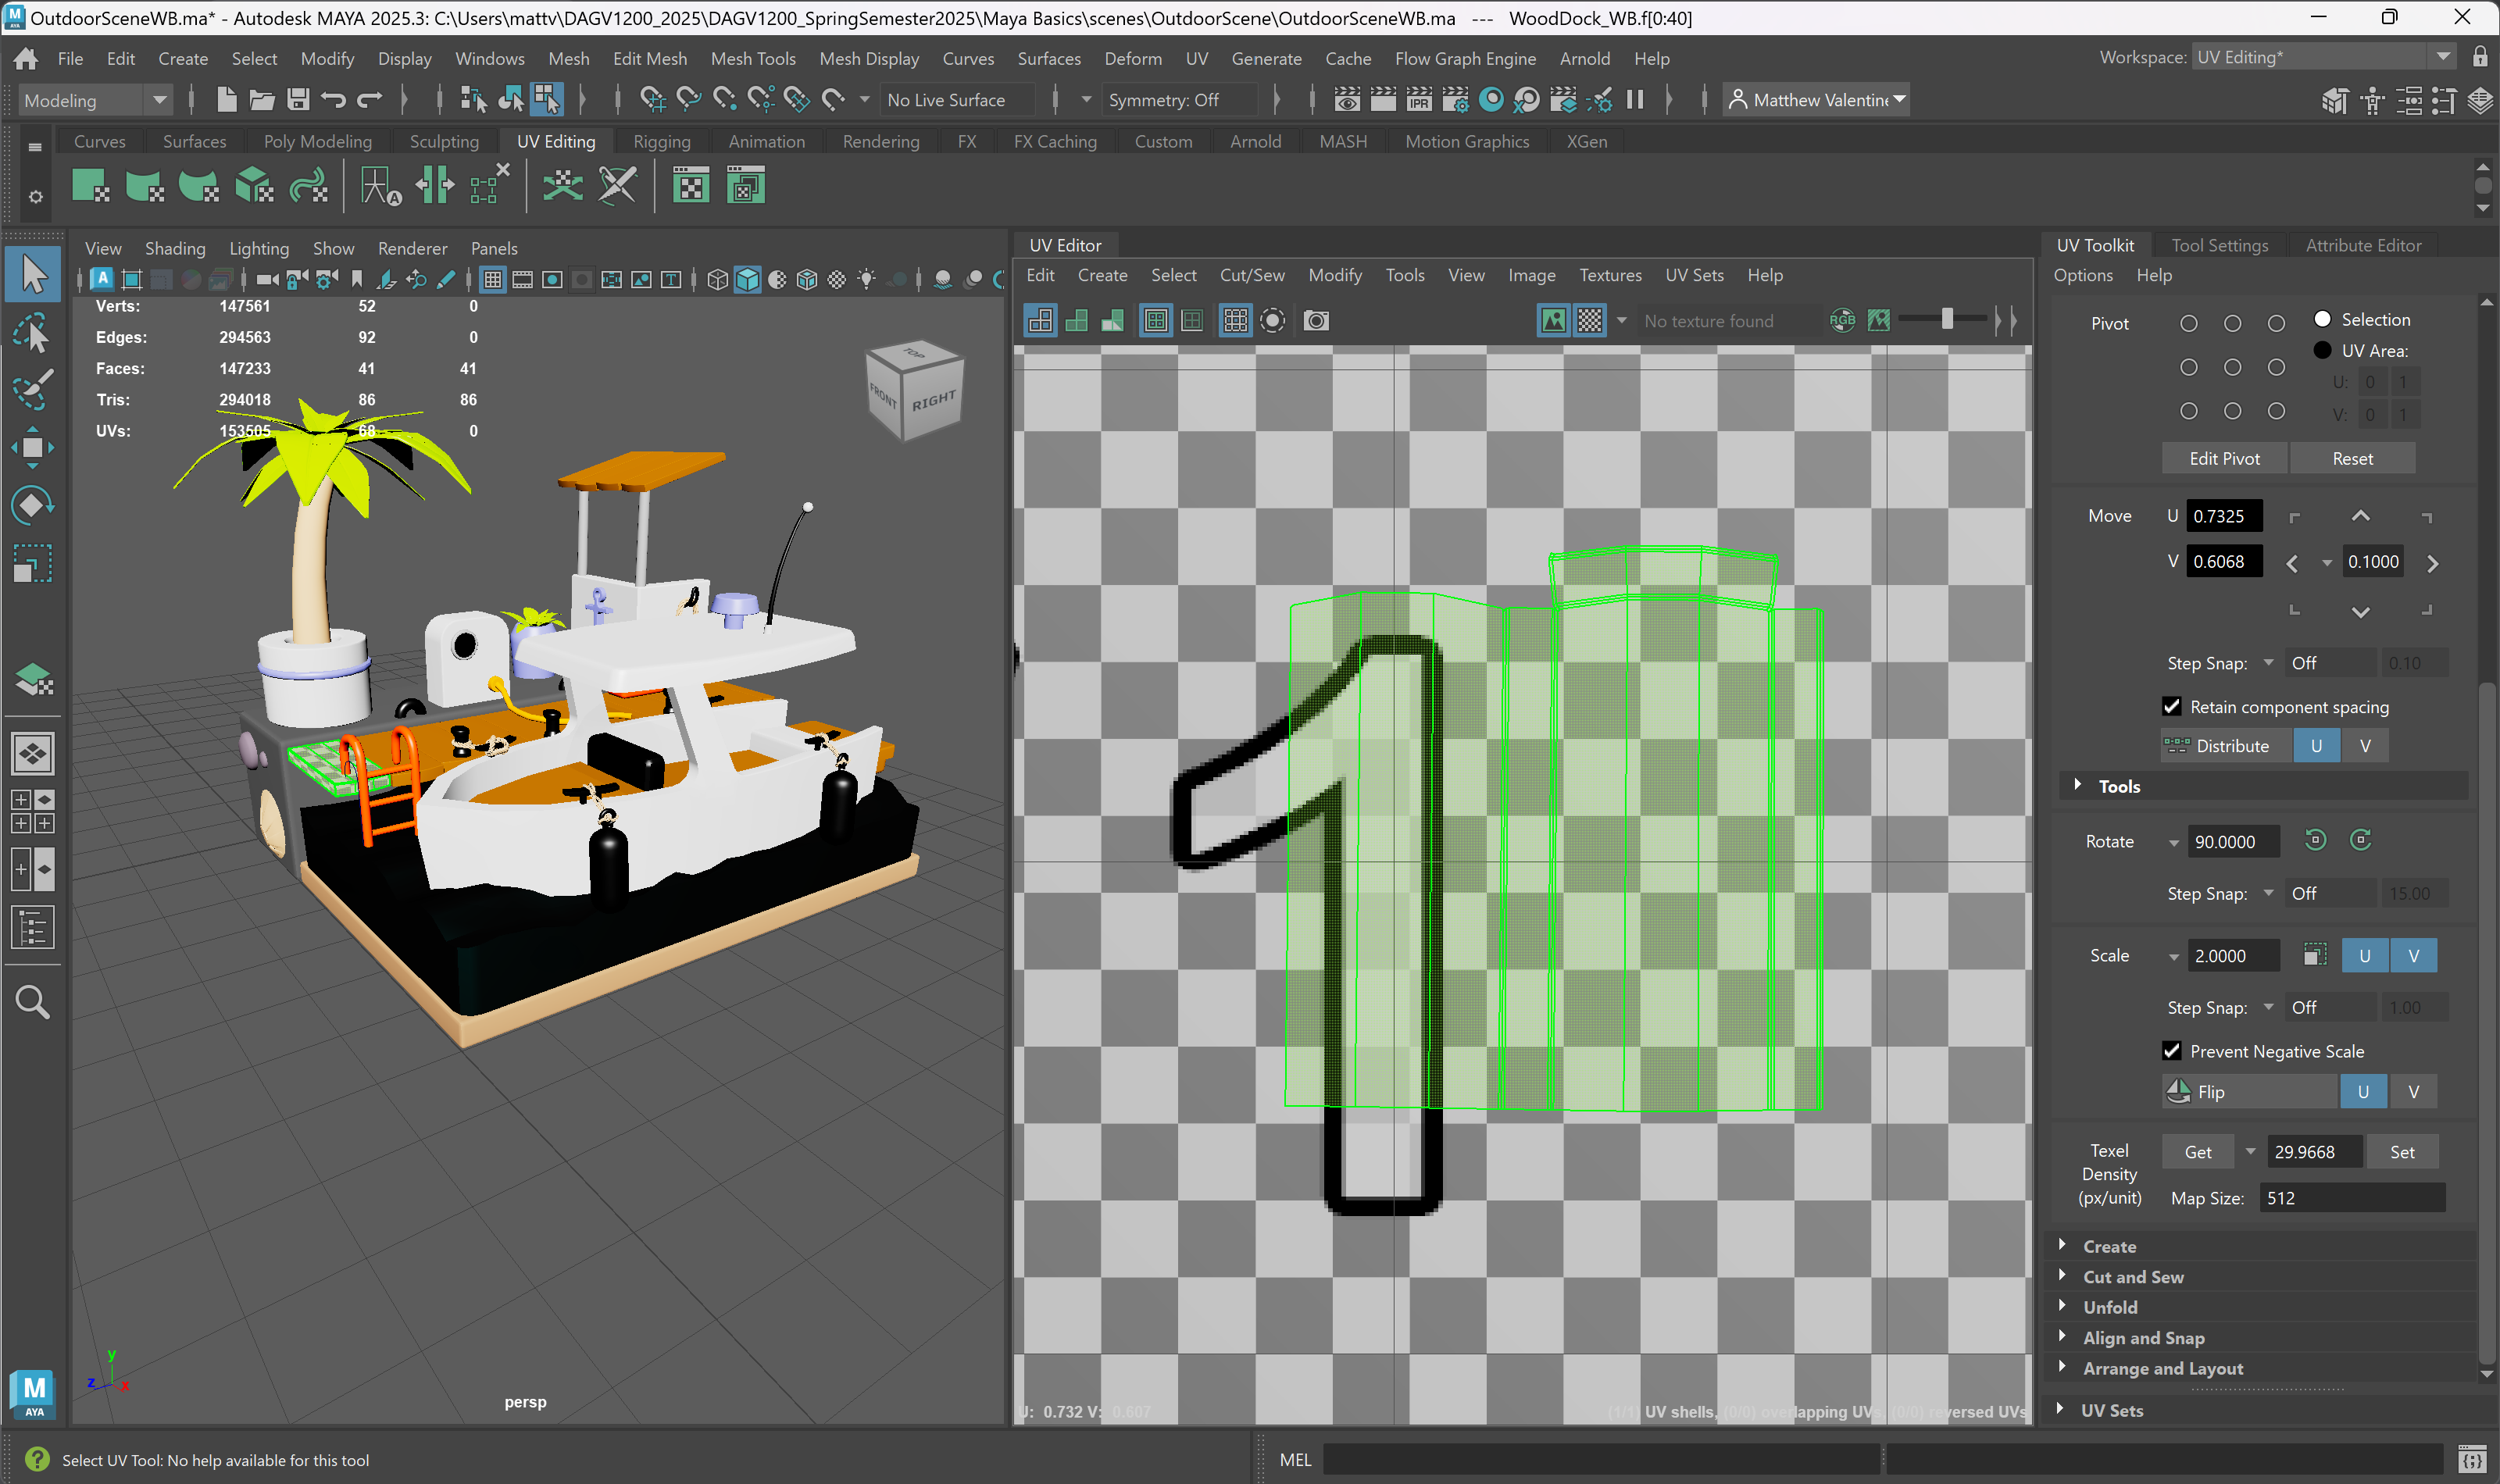 OutdoorSceneWB.ma* - Autodesk MAYA 2025.3: C:\Users\mattv\DAGV1200_2025\DAGV1200_SpringSemester2025\Maya Basics\scenes\OutdoorScene\OutdoorSceneWB.ma --- WoodDock_WB.f[0:40]
File Edit Create Select Modify Display Windows Mesh Edit Mesh Mesh Tools Mesh Display Curves Surfaces Deform UV Generate Cache Flow Graph Engine Arnold Help
Workspace: UV Editing*
Modeling
No Live Surface
Symmetry: Off
IPR
Matthew Valentine
Curves Surfaces Poly Modeling Sculpting UV Editing Rigging Animation Rendering FX FX Caching Custom Arnold MASH Motion Graphics XGen
View Shading Lighting Show Renderer Panels
Verts: 147561 52 0
Edges: 294563 92 0
Faces: 147233 41 41
Tris: 294018 86 86
UVs: 153505 68 0
TOP
FRONT
RIGHT
y
z
x
persp
UV Editor
Edit Create Select Cut/Sew Modify Tools View Image Textures UV Sets Help
No texture found
RGB
1
U: 0.732 V: 0.607
(1/1) UV shells, (0/0) overlapping UVs, (0/0) reversed UVs
UV Toolkit Tool Settings Attribute Editor
Options Help
Pivot
Selection
UV Area:
U: 0 1
V: 0 1
Edit Pivot Reset
Move U 0.7325
V 0.6068 0.1000
Step Snap: Off 0.10
Retain component spacing
Distribute U V
Tools
Rotate 90.0000
Step Snap: Off 15.00
Scale 2.0000 U V
Step Snap: Off 1.00
Prevent Negative Scale
Flip U V
Texel Density (px/unit)
Get 29.9668 Set
Map Size: 512
Create
Cut and Sew
Unfold
Align and Snap
Arrange and Layout
UV Sets
M
AYA
Select UV Tool: No help available for this tool
MEL